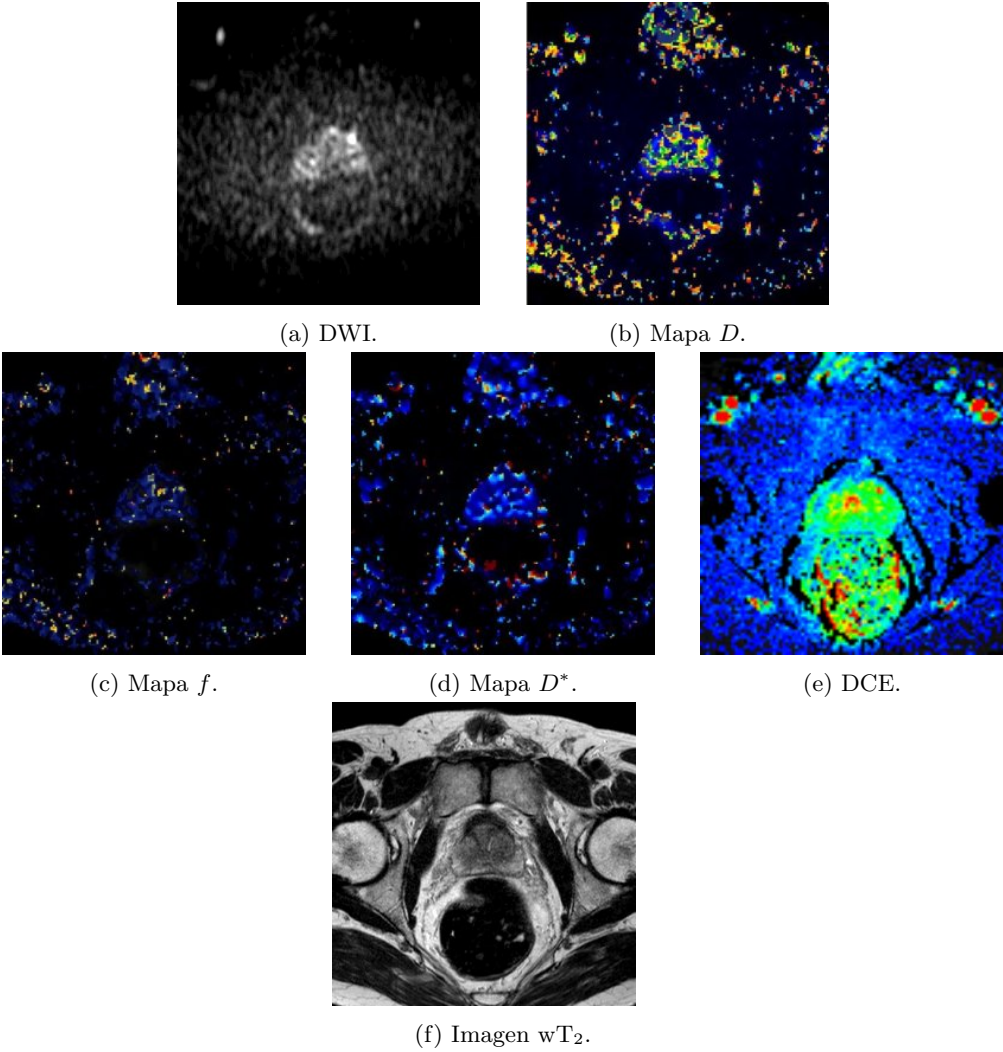 (a) DWI.
(b) Mapa D.
(c) Mapa f.
(d) Mapa D*.
(e) DCE.
(f) Imagen wT₂.